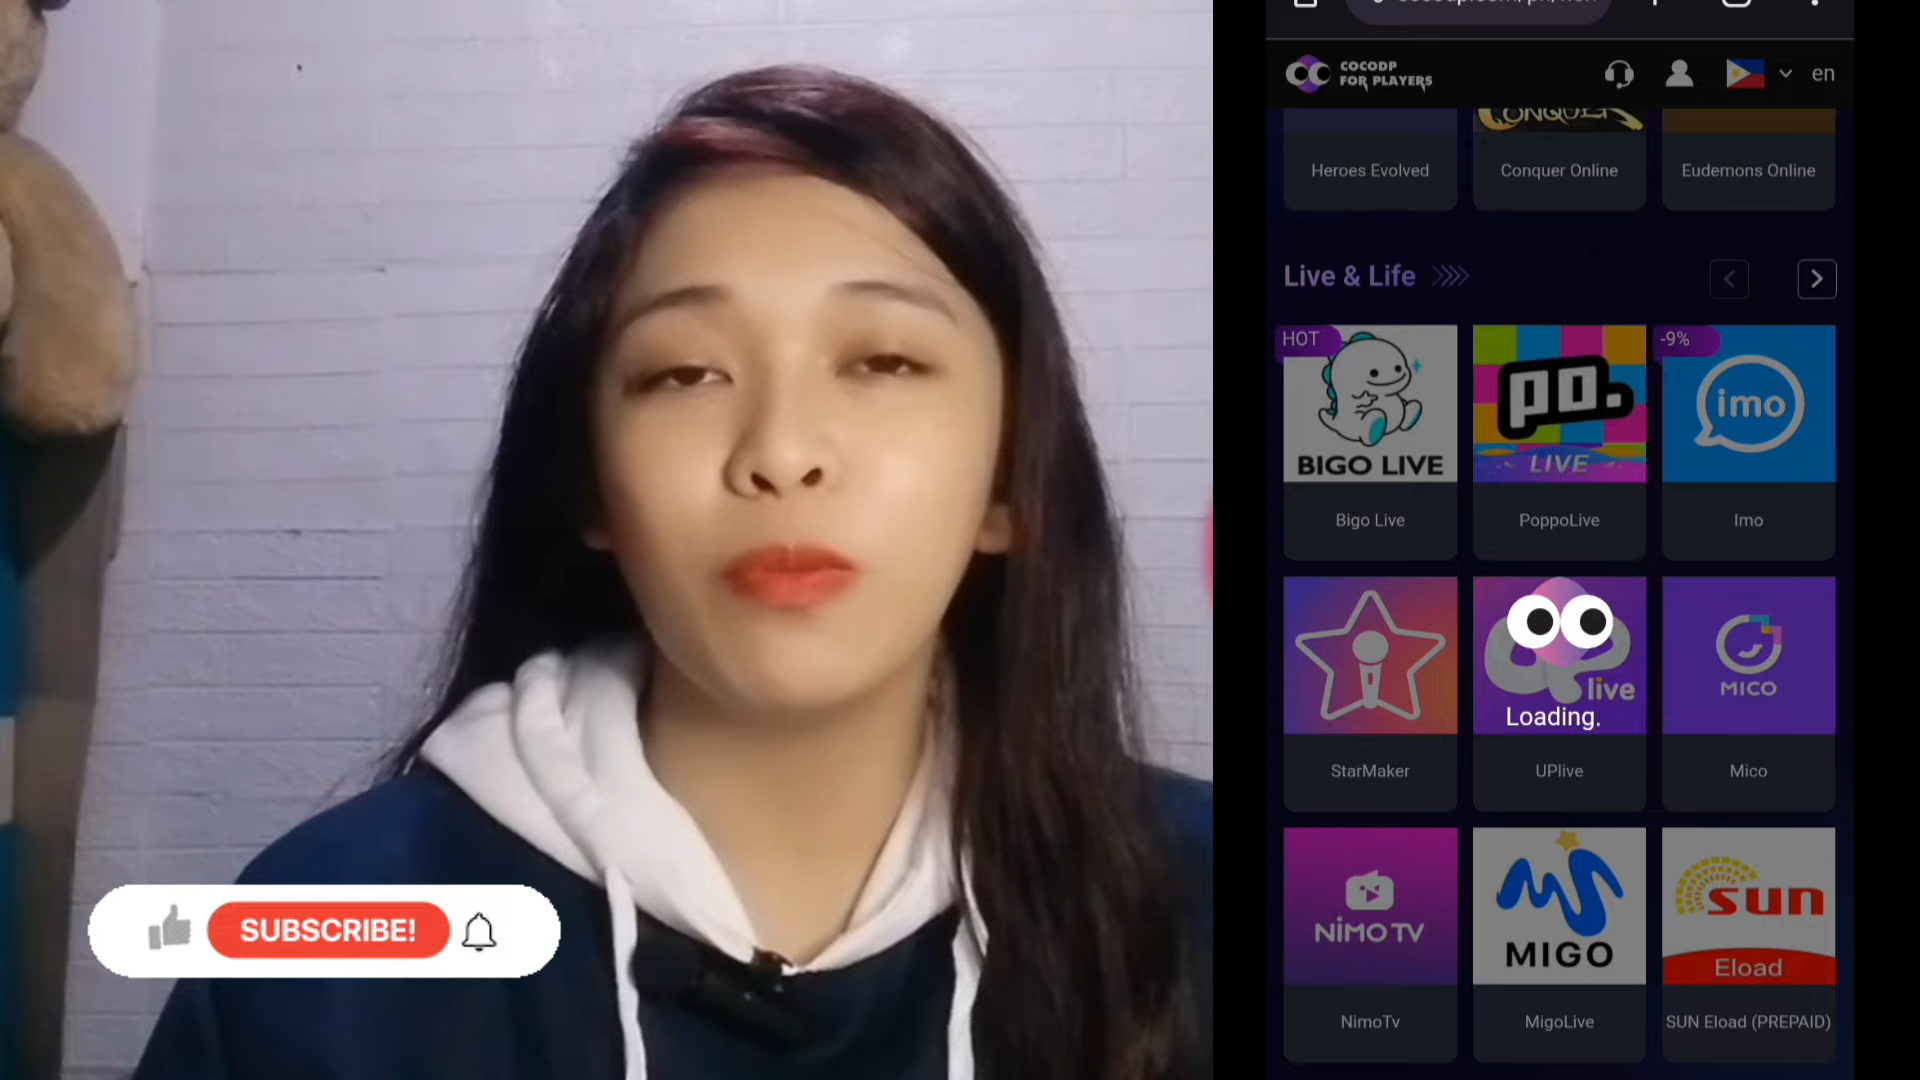 SUBSCRIBE!
COCODP
FOR PLAYERS
en
CONQUER
Heroes Evolved
Conquer Online
Eudemons Online
Live & Life
HOT
BIGO LIVE
po.
LIVE
-9%
imo
Bigo Live
PoppoLive
Imo
live
Loading.
MICO
StarMaker
UPlive
Mico
NiMO TV
MIGO
sun
Eload
NimoTv
MigoLive
SUN Eload (PREPAID)